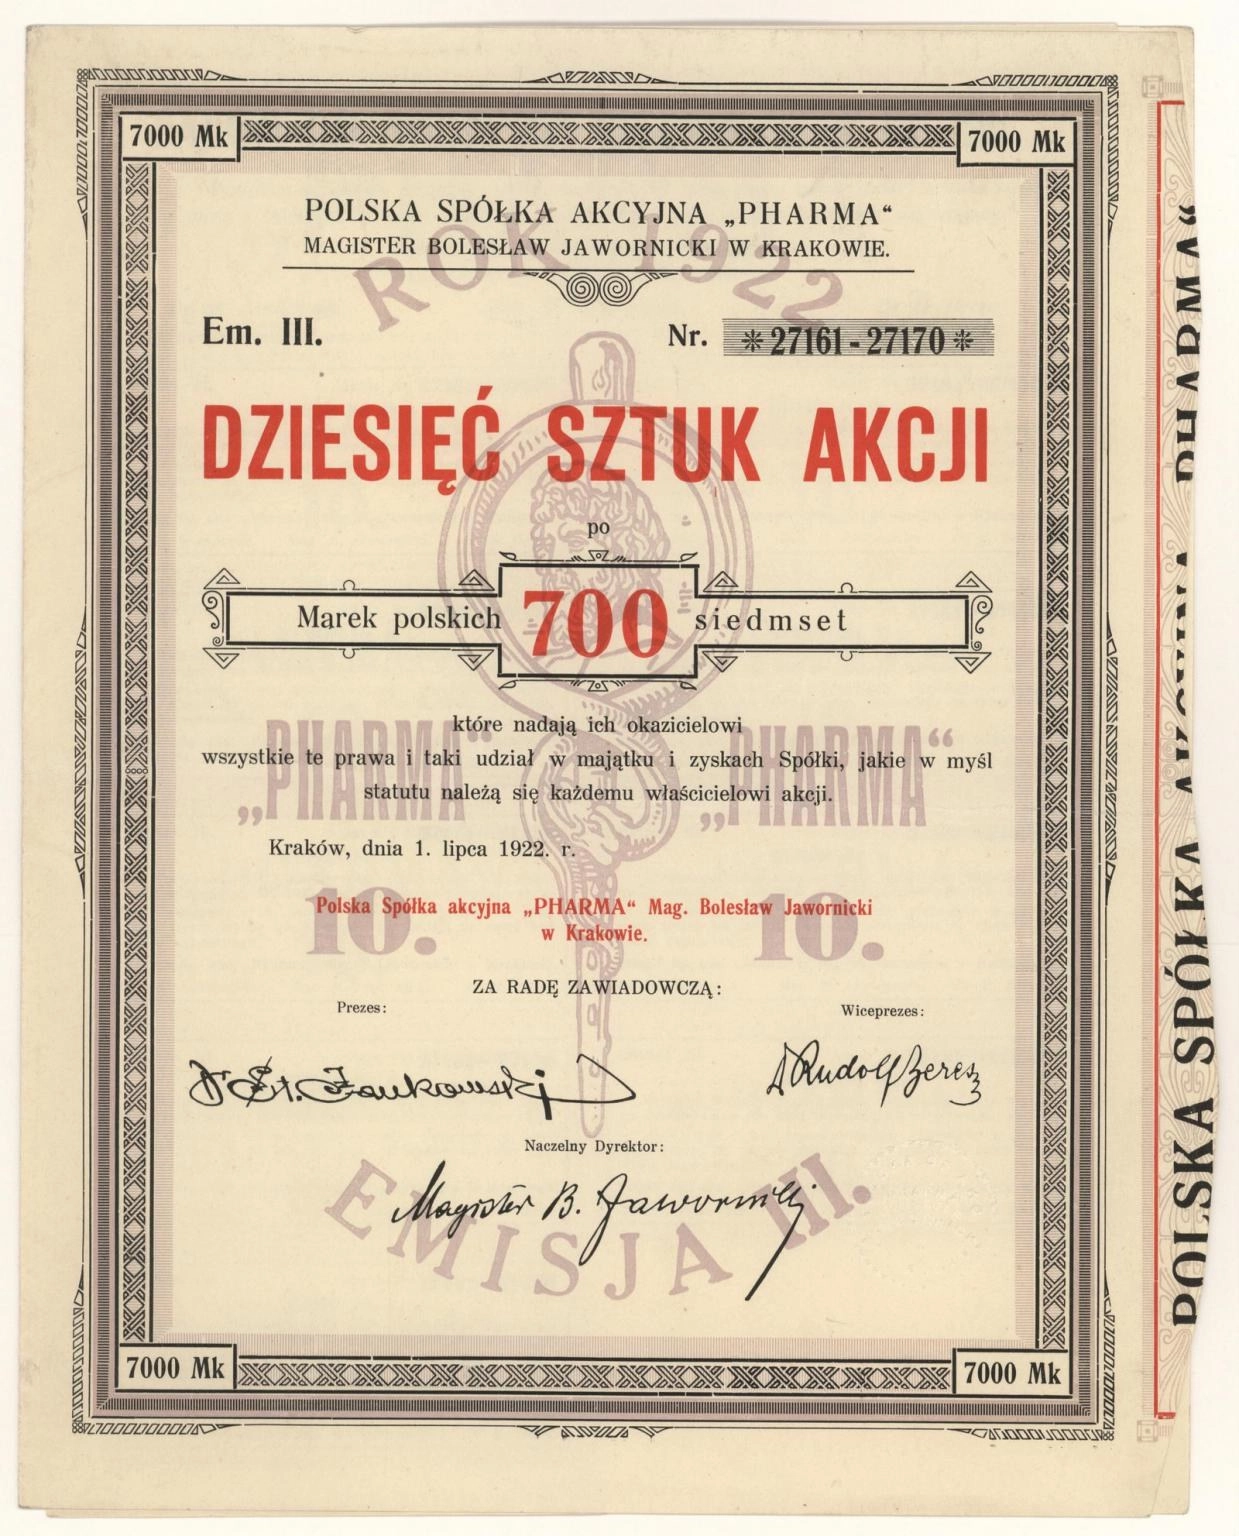 7000 Mk
7000 Mk
ROK 1922
POLSKA SPÓŁKA AKCYJNA „PHARMA“
MAGISTER BOLESŁAW JAWORNICKI W KRAKOWIE.
Em. III.
Nr. *27161-27170*
DZIESIĘĆ SZTUK AKCJI
po
Marek polskich 700 siedmset
„PHARMA“ „PHARMA“
które nadają ich okazicielowi
wszystkie te prawa i taki udział w majątku i zyskach Spółki, jakie w myśl
statutu należą się każdemu właścicielowi akcji.
Kraków, dnia 1. lipca 1922. r.
10. 10.
Polska Spółka akcyjna „PHARMA“ Mag. Bolesław Jawornicki
w Krakowie.
ZA RADĘ ZAWIADOWCZĄ:
Prezes:
Wiceprezes:
Dr Rudolf Beres
Naczelny Dyrektor:
Magister B. Jawornicki
EMISJA III.
7000 Mk
7000 Mk
POLSKA SPÓŁKA AKCYJNA „PHARMA“